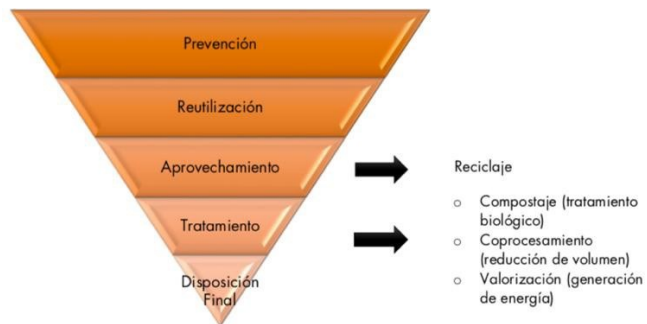 Prevención
Reutilización
Aprovechamiento
Reciclaje
Tratamiento
o Compostaje (tratamiento
biológico)
o Coprocesamiento
(reducción de volumen)
o Valorización (generación
de energía)
Disposición
Final